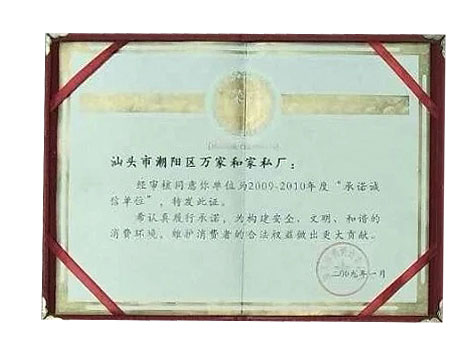 汕头市潮阳区万家和家私厂：
经审核同意你单位为2009-2010年度“承诺诚
信单位”，特发此证。
希认真履行承诺，为构建安全、文明、和谐的
消费环境，维护消费者的合法权益做出更大贡献。
二〇〇九年一月